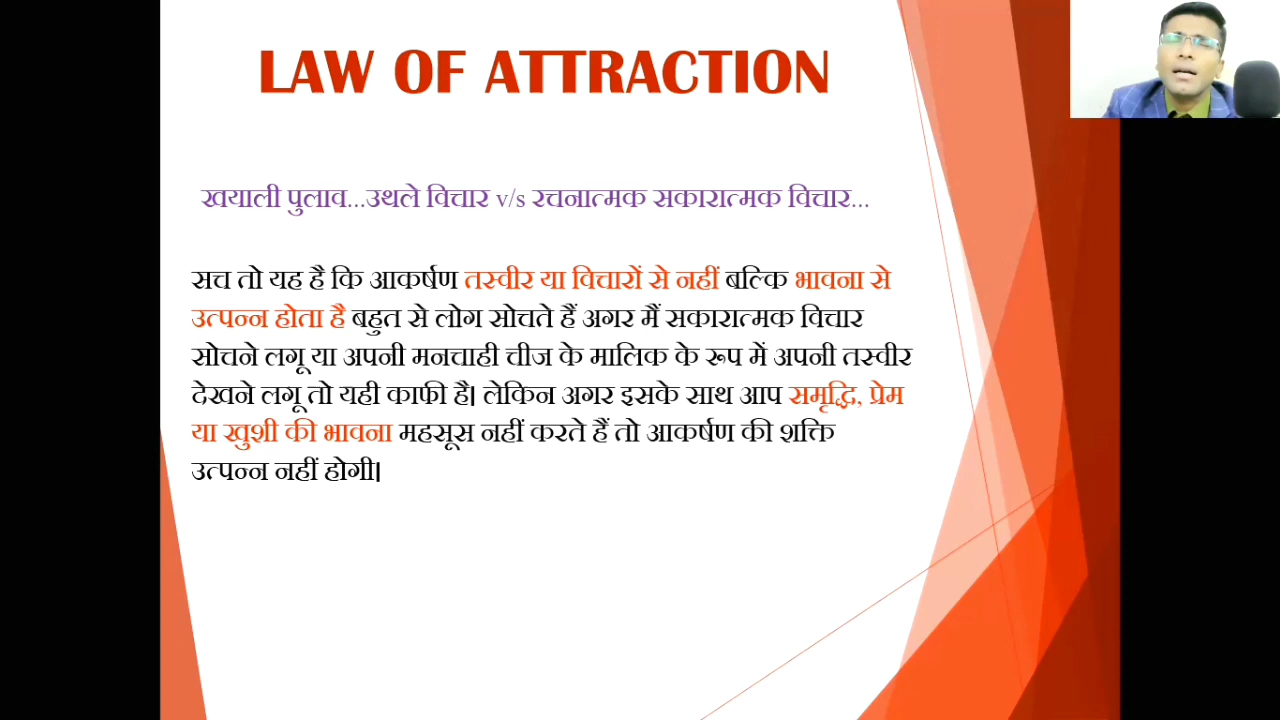 LAW OF ATTRACTION
खयाली पुलाव...उथले विचार v/s रचनात्मक सकारात्मक विचार...
सच तो यह है कि आकर्षण तस्वीर या विचारों से नहीं बल्कि भावना से
उत्पन्न होता है बहुत से लोग सोचते हैं अगर मैं सकारात्मक विचार
सोचने लगू या अपनी मनचाही चीज के मालिक के रूप में अपनी तस्वीर
देखने लगू तो यही काफी है। लेकिन अगर इसके साथ आप समृद्धि, प्रेम
या खुशी की भावना महसूस नहीं करते हैं तो आकर्षण की शक्ति
उत्पन्न नहीं होगी।